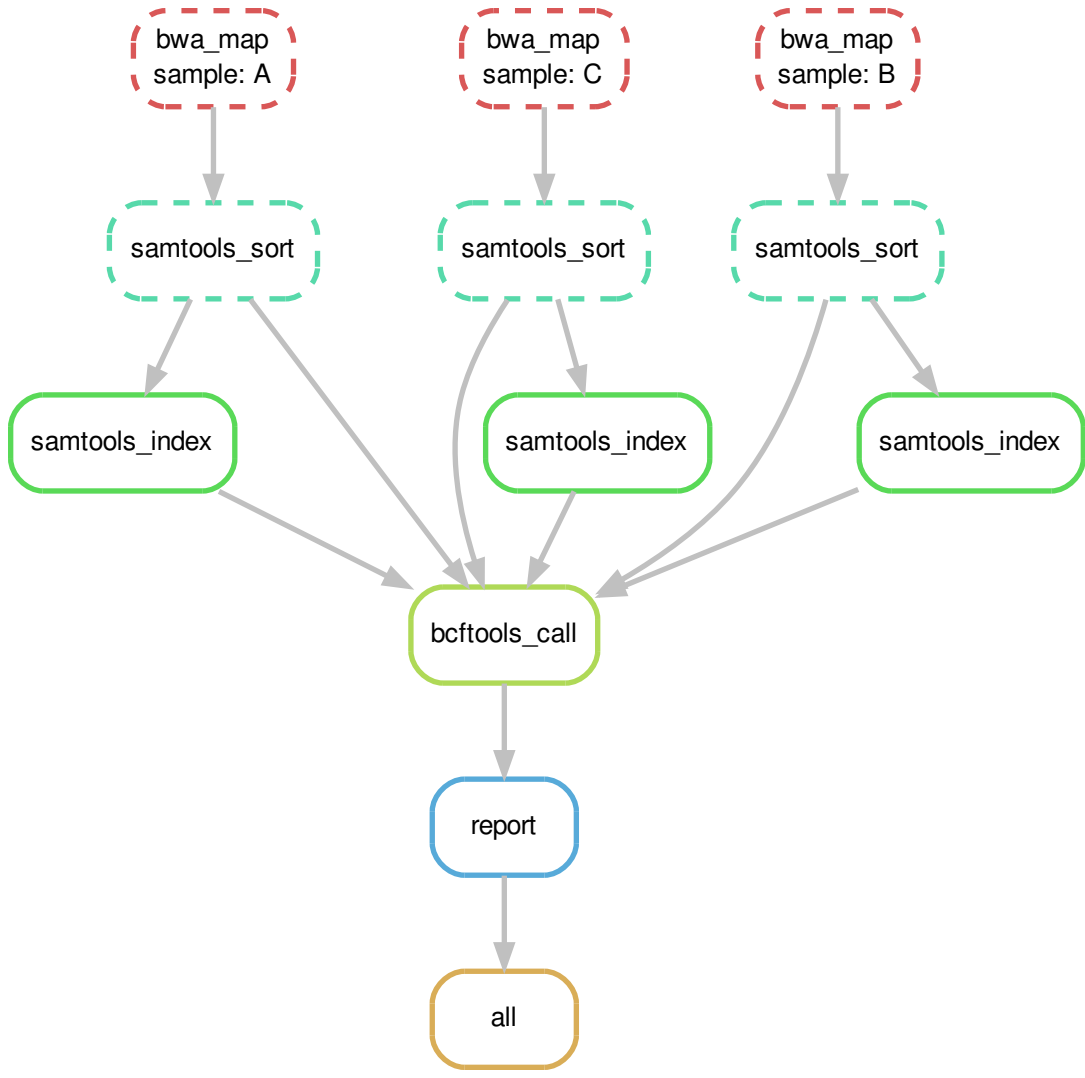 bwa_map
sample: A
bwa_map
sample: C
bwa_map
sample: B
samtools_sort
samtools_sort
samtools_sort
samtools_index
samtools_index
samtools_index
bcftools_call
report
all